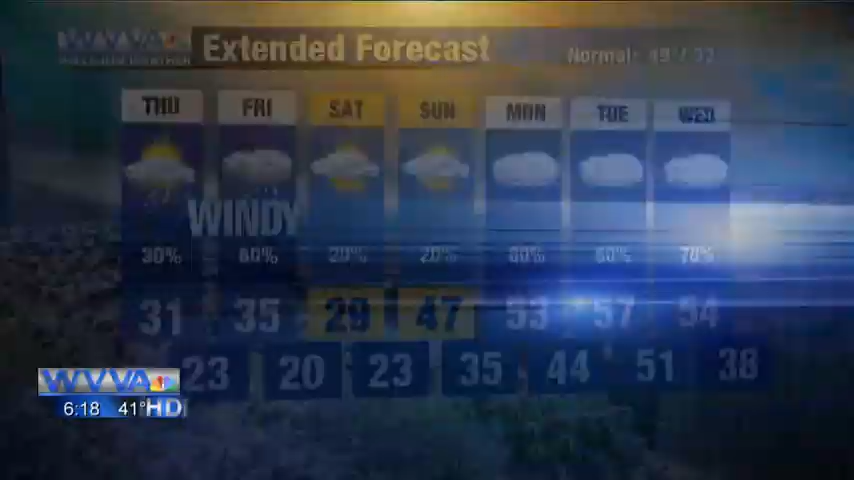 WVVA Extended Forecast
THU FRI SAT SUN MON TUE WED
WINDY
30% 60% 20% 20% 60% 60% 70%
31 35 29 47 53 57 54
23 20 23 35 44 51 38
WVVA
6:18 41° HD